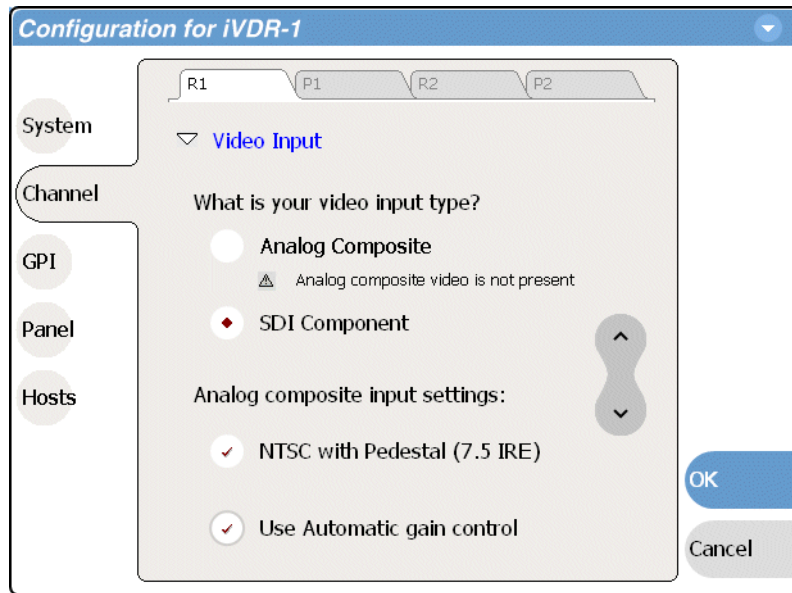 Configuration for iVDR-1
R1 P1 R2 P2
System
Channel
GPI
Panel
Hosts
Video Input
What is your video input type?
Analog Composite
Analog composite video is not present
SDI Component
Analog composite input settings:
NTSC with Pedestal (7.5 IRE)
Use Automatic gain control
OK
Cancel